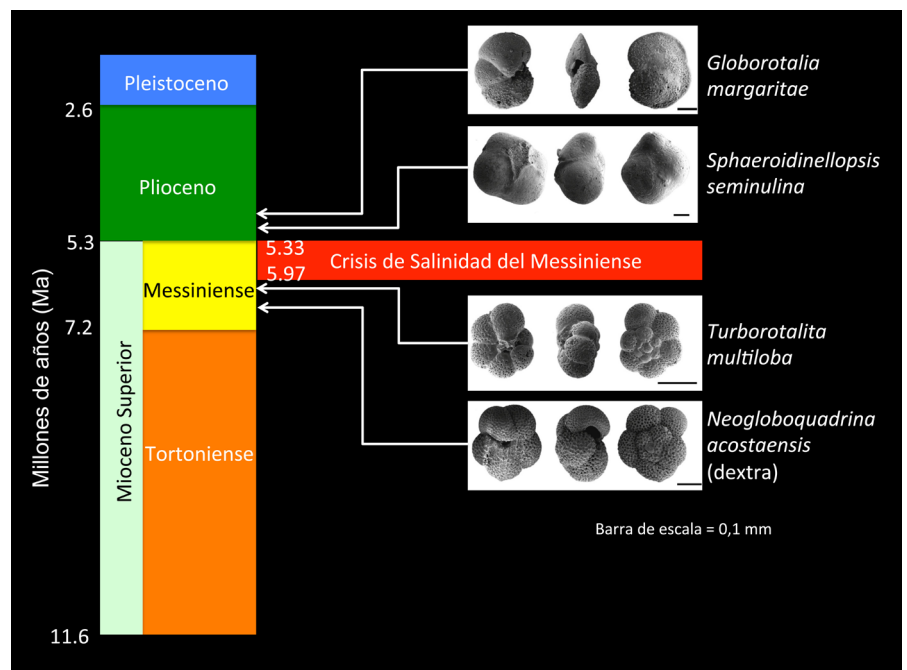 Pleistoceno
2.6
Plioceno
5.3
Messiniense
7.2
Tortoniense
11.6
Mioceno Superior
Millones de años (Ma)
5.33
5.97
Crisis de Salinidad del Messiniense
Globorotalia
margaritae
Sphaeroidinellopsis
seminulina
Turborotalita
multiloba
Neogloboquadrina
acostaensis
(dextra)
Barra de escala = 0,1 mm